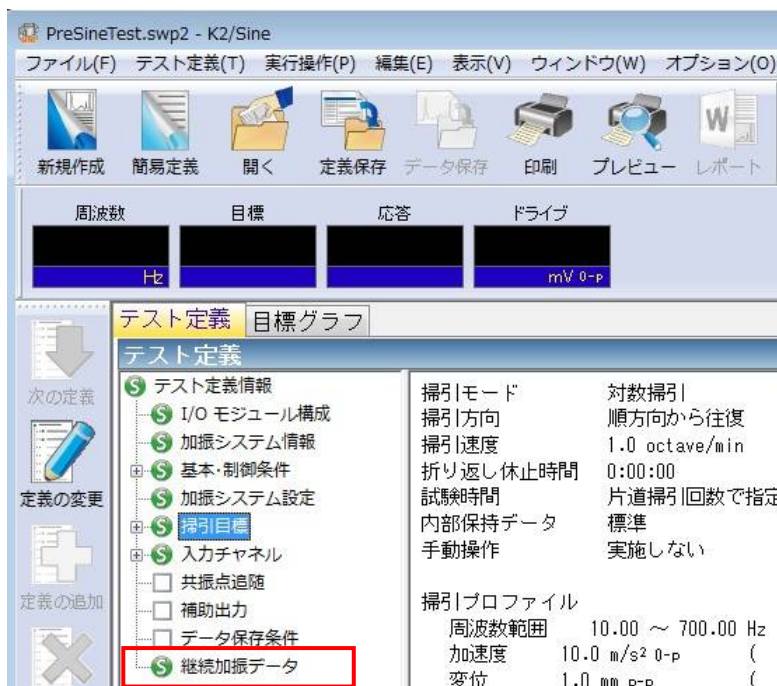 PreSineTest.swp2 - K2/Sine
ファイル(F) テスト定義(T) 実行操作(P) 編集(E) 表示(V) ウィンドウ(W) オプション(O)
新規作成 簡易定義 開く 定義保存 データ保存 印刷 プレビュー レポート
周波数 目標 応答 ドライブ
Hz mV 0-p
テスト定義 目標グラフ
テスト定義
次の定義
定義の変更
定義の追加
テスト定義情報
I/O モジュール構成
加振システム情報
基本・制御条件
加振システム設定
掃引目標
入力チャネル
共振点追随
補助出力
データ保存条件
継続加振データ
掃引モード 対数掃引
掃引方向 順方向から往復
掃引速度 1.0 octave/min
折り返し休止時間 0:00:00
試験時間 片道掃引回数で指定
内部保持データ 標準
手動操作 実施しない
掃引プロファイル
周波数範囲 10.00 ～ 700.00 Hz
加速度 10.0 m/s² 0-p (
変位 1.0 mm p-p (